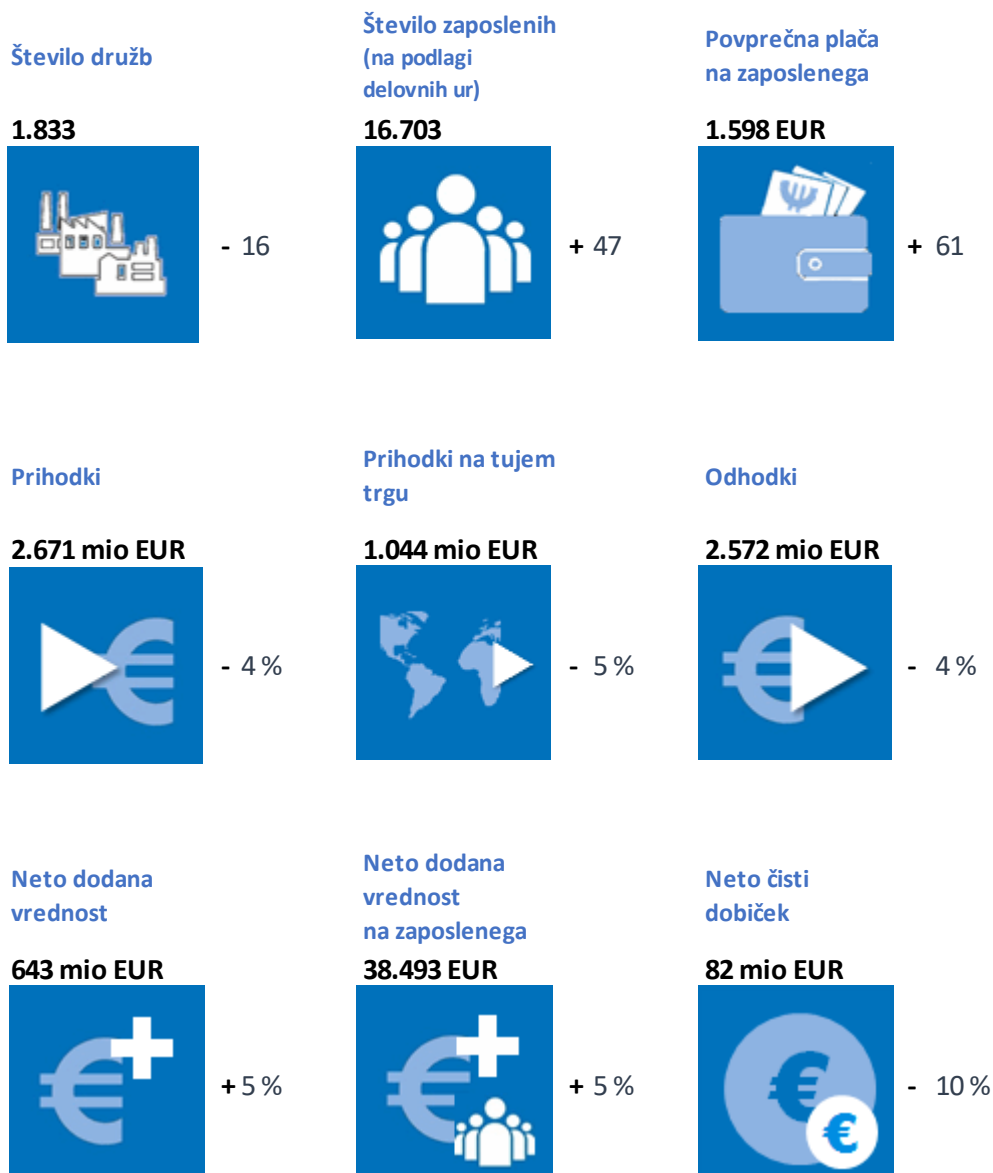 Število družb
1.833
- 16
Število zaposlenih
(na podlagi
delovnih ur)
16.703
+ 47
Povprečna plača
na zaposlenega
1.598 EUR
+ 61
Prihodki
2.671 mio EUR
- 4 %
Prihodki na tujem
trgu
1.044 mio EUR
- 5 %
Odhodki
2.572 mio EUR
- 4 %
Neto dodana
vrednost
643 mio EUR
+ 5 %
Neto dodana
vrednost
na zaposlenega
38.493 EUR
+ 5 %
Neto čisti
dobiček
82 mio EUR
- 10 %